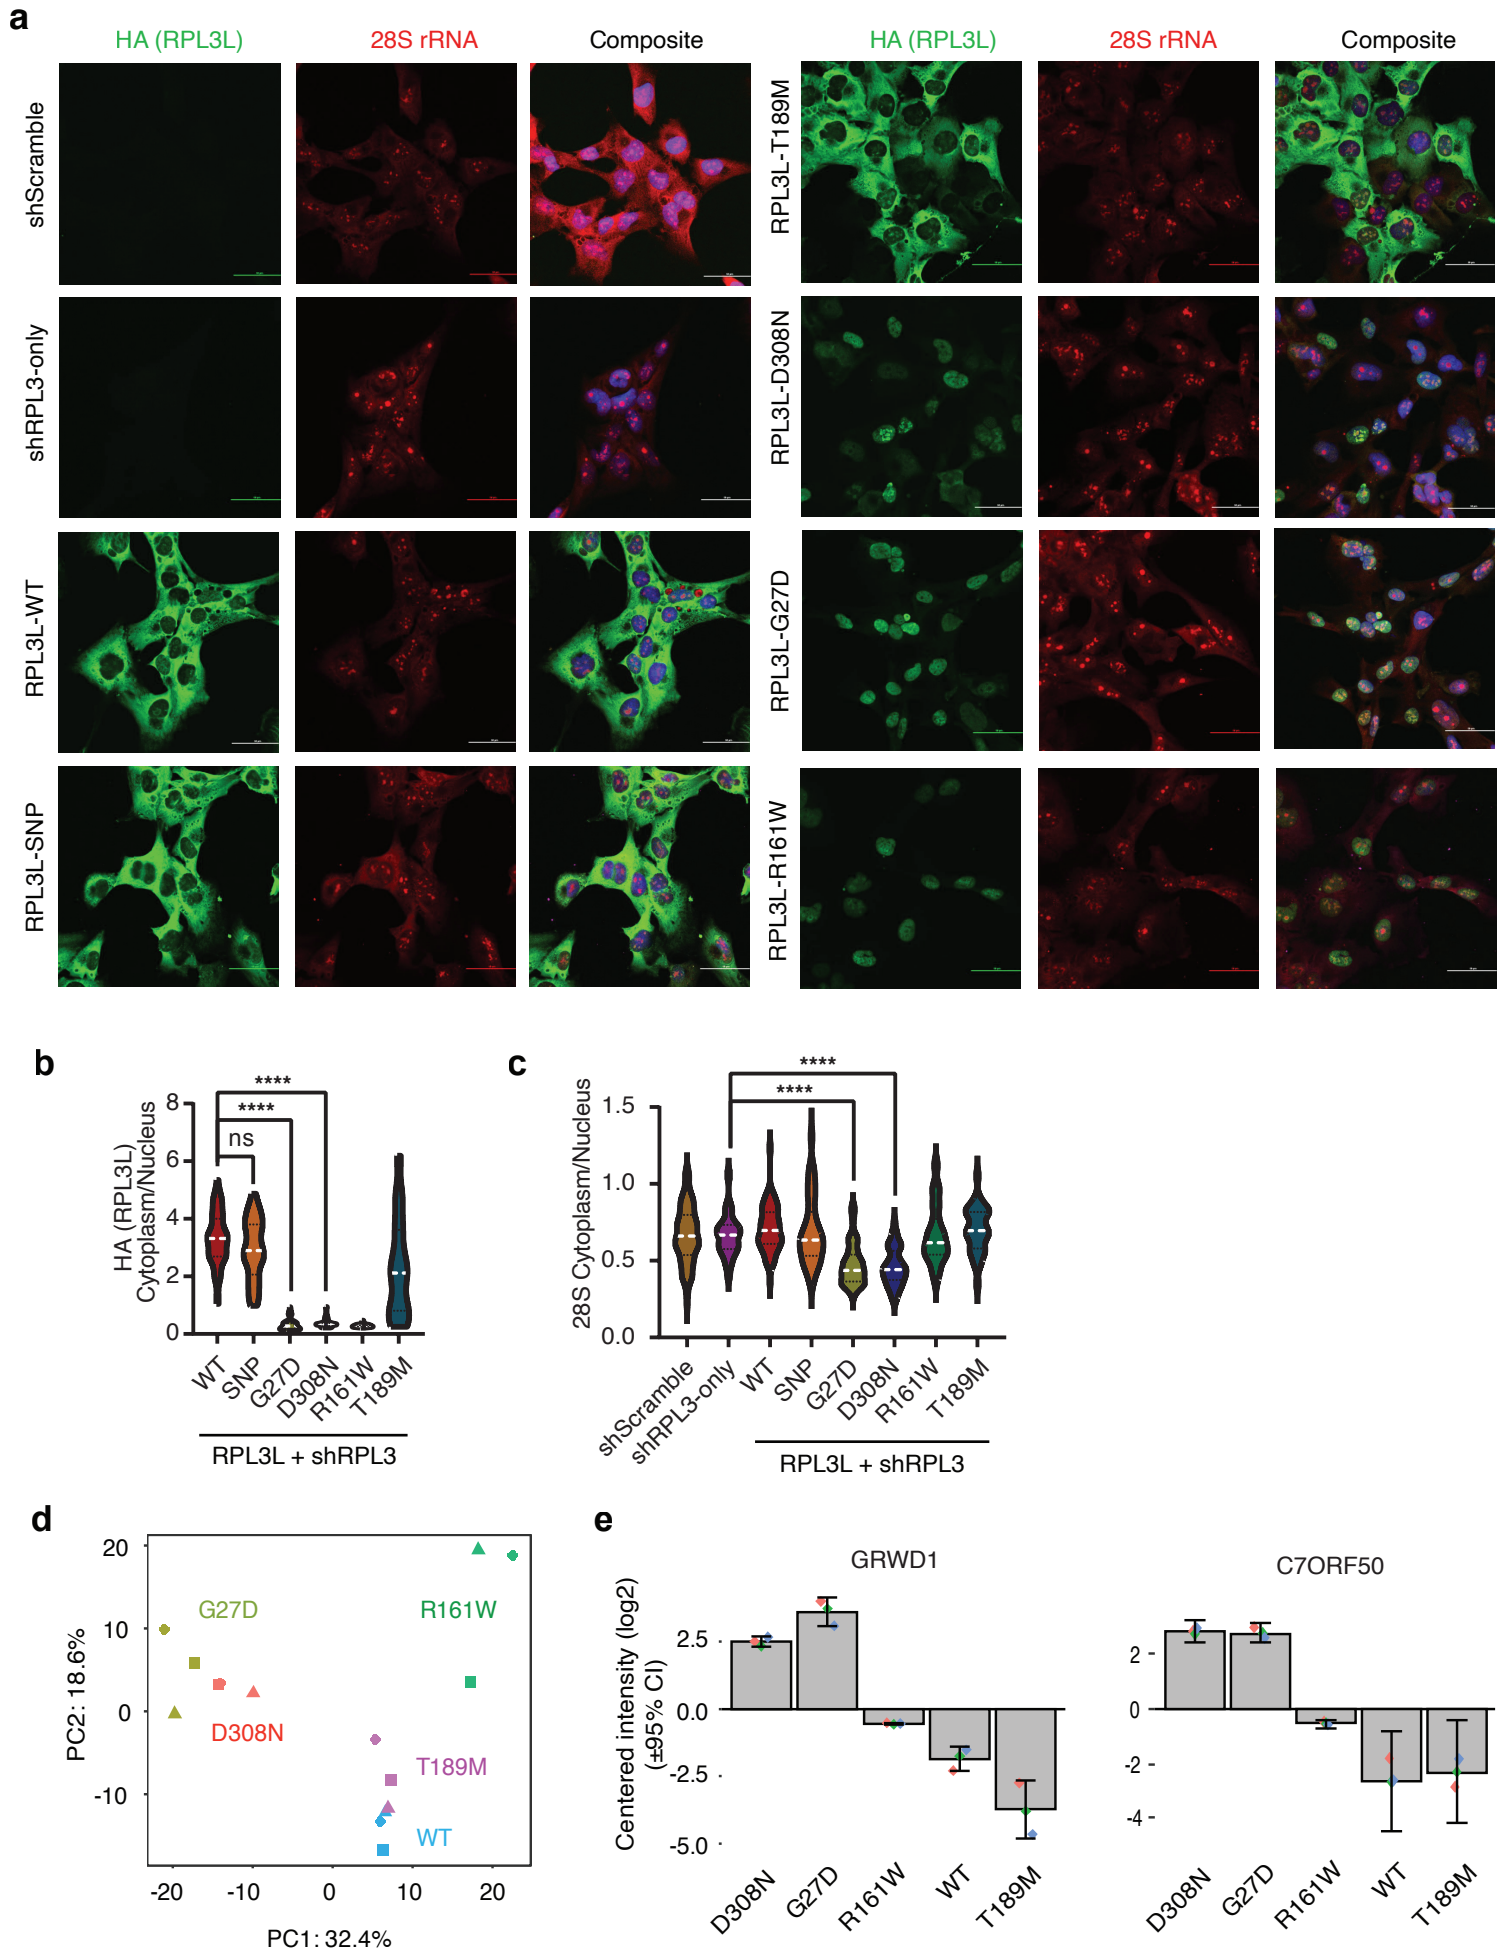 a
HA (RPL3L)
28S rRNA
Composite
HA (RPL3L)
28S rRNA
Composite
shScramble
RPL3L-T189M
shRPL3-only
RPL3L-D308N
RPL3L-WT
RPL3L-G27D
RPL3L-SNP
RPL3L-R161W
b
HA (RPL3L)
Cytoplasm/Nucleus
8
6
4
2
0
****
****
ns
WT
SNP
G27D
D308N
R161W
T189M
RPL3L + shRPL3
c
28S Cytoplasm/Nucleus
1.5
1.0
0.5
0.0
****
****
shScramble
shRPL3-only
WT
SNP
G27D
D308N
R161W
T189M
RPL3L + shRPL3
d
PC2: 18.6%
20
10
0
-10
G27D
R161W
D308N
T189M
WT
-20
-10
0
10
20
PC1: 32.4%
e
Centered intensity (log2)
(±95% CI)
GRWD1
2.5
0.0
-2.5
-5.0
D308N
G27D
R161W
WT
T189M
C7ORF50
2
0
-2
-4
D308N
G27D
R161W
WT
T189M